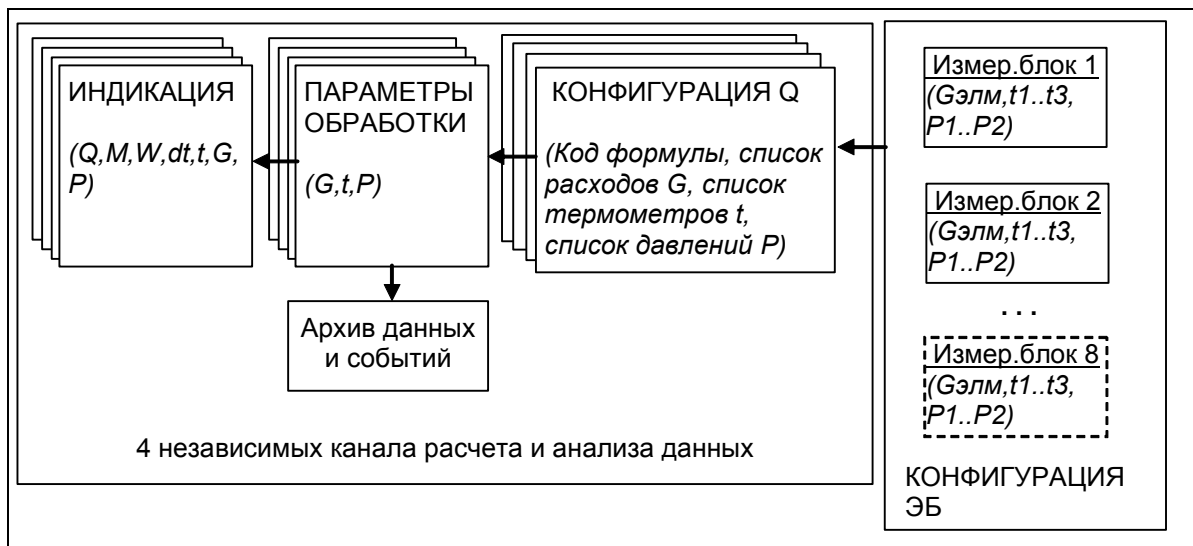 ИНДИКАЦИЯ
(Q,M,W,dt,t,G,
P)
ПАРАМЕТРЫ
ОБРАБОТКИ
(G,t,P)
КОНФИГУРАЦИЯ Q
(Код формулы, список
расходов G, список
термометров t,
список давлений P)
Архив данных
и событий
4 независимых канала расчета и анализа данных
Измер.блок 1
(Gэлм,t1..t3,
P1..P2)
Измер.блок 2
(Gэлм,t1..t3,
P1..P2)
. . .
Измер.блок 8
(Gэлм,t1..t3,
P1..P2)
КОНФИГУРАЦИЯ
ЭБ